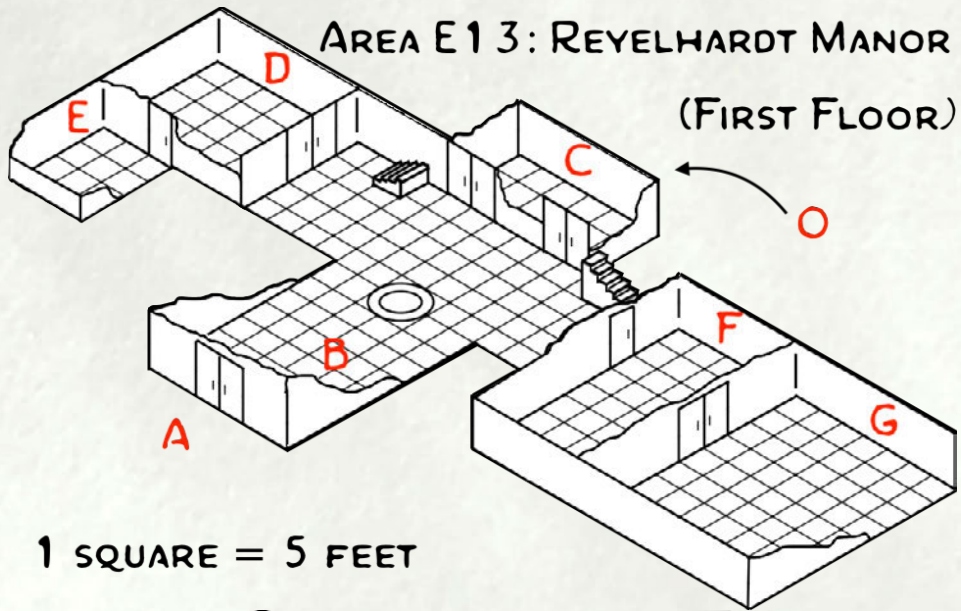 AREA E13: REYELHARDT MANOR
(FIRST FLOOR)
D
E
C
O
F
B
G
A
1 SQUARE = 5 FEET